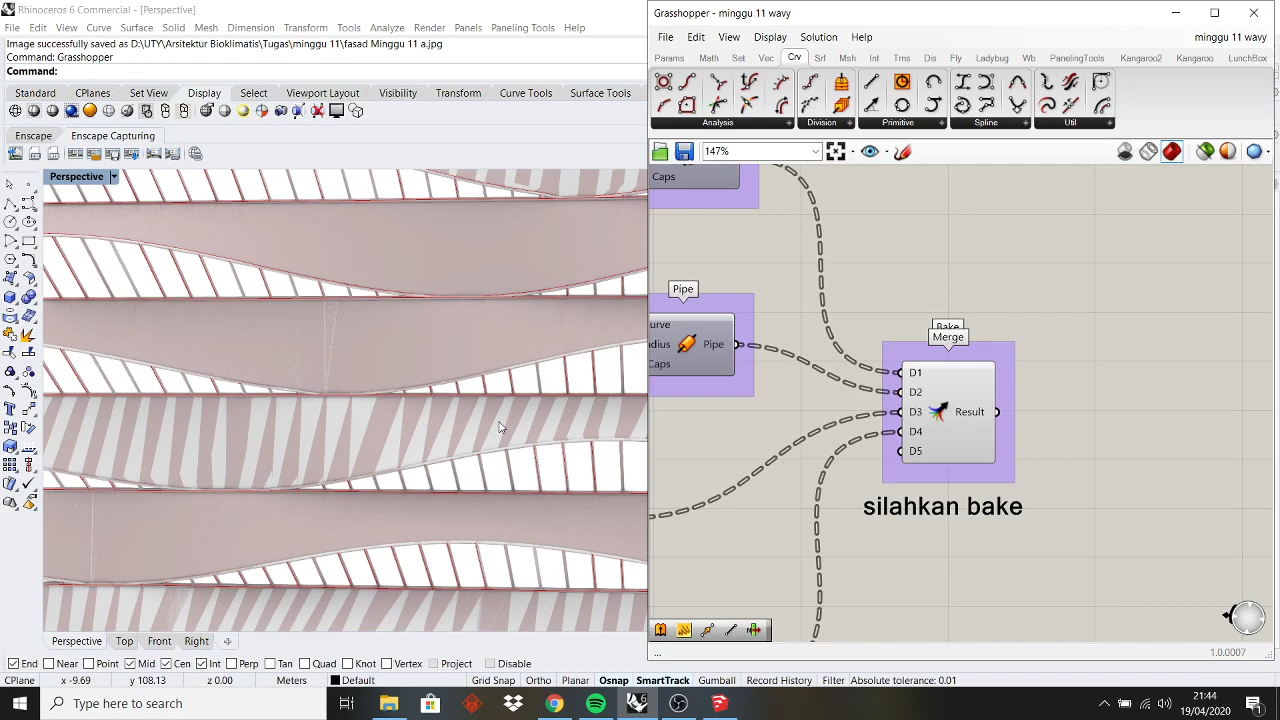 Rhinoceros 6 Commercial - [Perspective]
File Edit View Curve Surface Solid Mesh Dimension Transform Tools Analyze Render Panels PanelingTools Help
Image successfully saved as D:\UTY\Arsitektur Bioklimatis\Tugas\minggu 11\fasad Minggu 11 a.jpg
Command: Grasshopper
Command:
Standard CPlanes Set View Display Select Viewport Layout Visibility Transform Curve Tools Surface Tools
Enscape Enscape Capturing
Perspective
Perspective Top Front Right
End Near Point Mid Cen Int Perp Tan Quad Knot Vertex Project Disable
CPlane x -9.69 y 108.13 z 0.00 Meters Default Grid Snap Ortho Planar Osnap SmartTrack Gumball Record History Filter Absolute tolerance: 0.01
Grasshopper - minggu 11 wavy
File Edit View Display Solution Help minggu 11 wavy
Params Math Set Vec Crv Srf Msh Int Trns Dis Fly Ladybug Wb PanelingTools Kangaroo2 Kangaroo LunchBox
Analysis Division Primitive Spline Util
147%
Caps
Pipe
urve
adius Pipe
Caps
Bake
Merge
D1
D2
D3 Result
D4
D5
silahkan bake
...
1.0.0007
Type here to search
21:44
19/04/2020
1